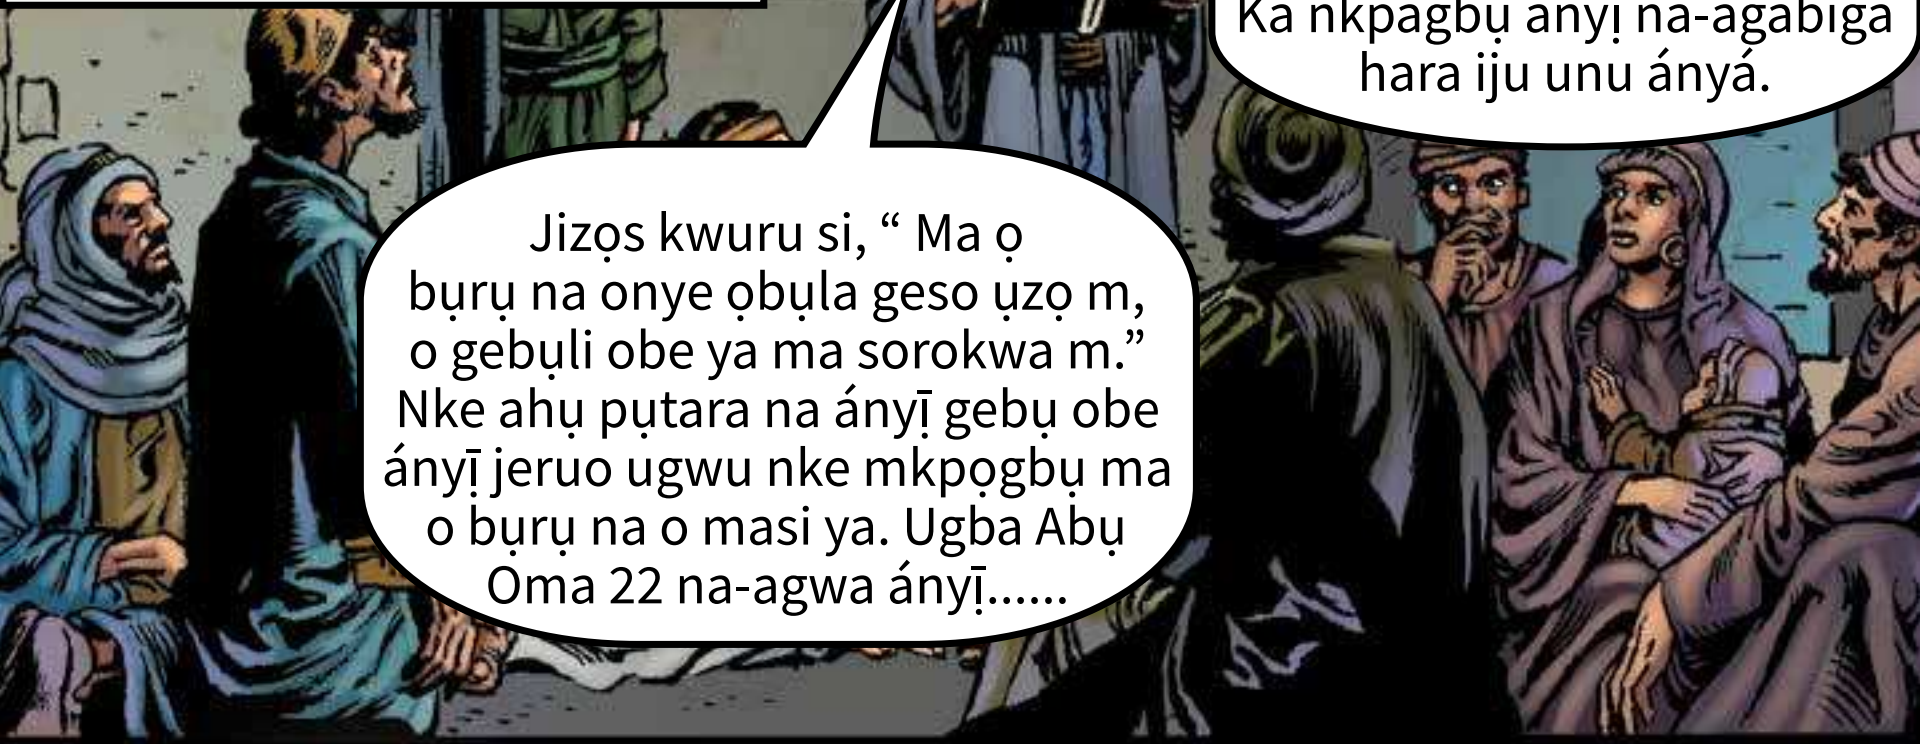 Ka nkpagbụ anyị na-agabiga
hara iju unu ányá.
Jizọs kwuru si, “ Ma ọ
bụrụ na onye ọbụla geso ụzọ m,
o gebụli obe ya ma sorokwa m.”
Nke ahụ pụtara na ányị̄ gebụ obe
ányị̄ jeruo ugwu nke mkpọgbụ ma
o bụrụ na o masi ya. Ugba Abụ
Oma 22 na-agwa ányị̄......